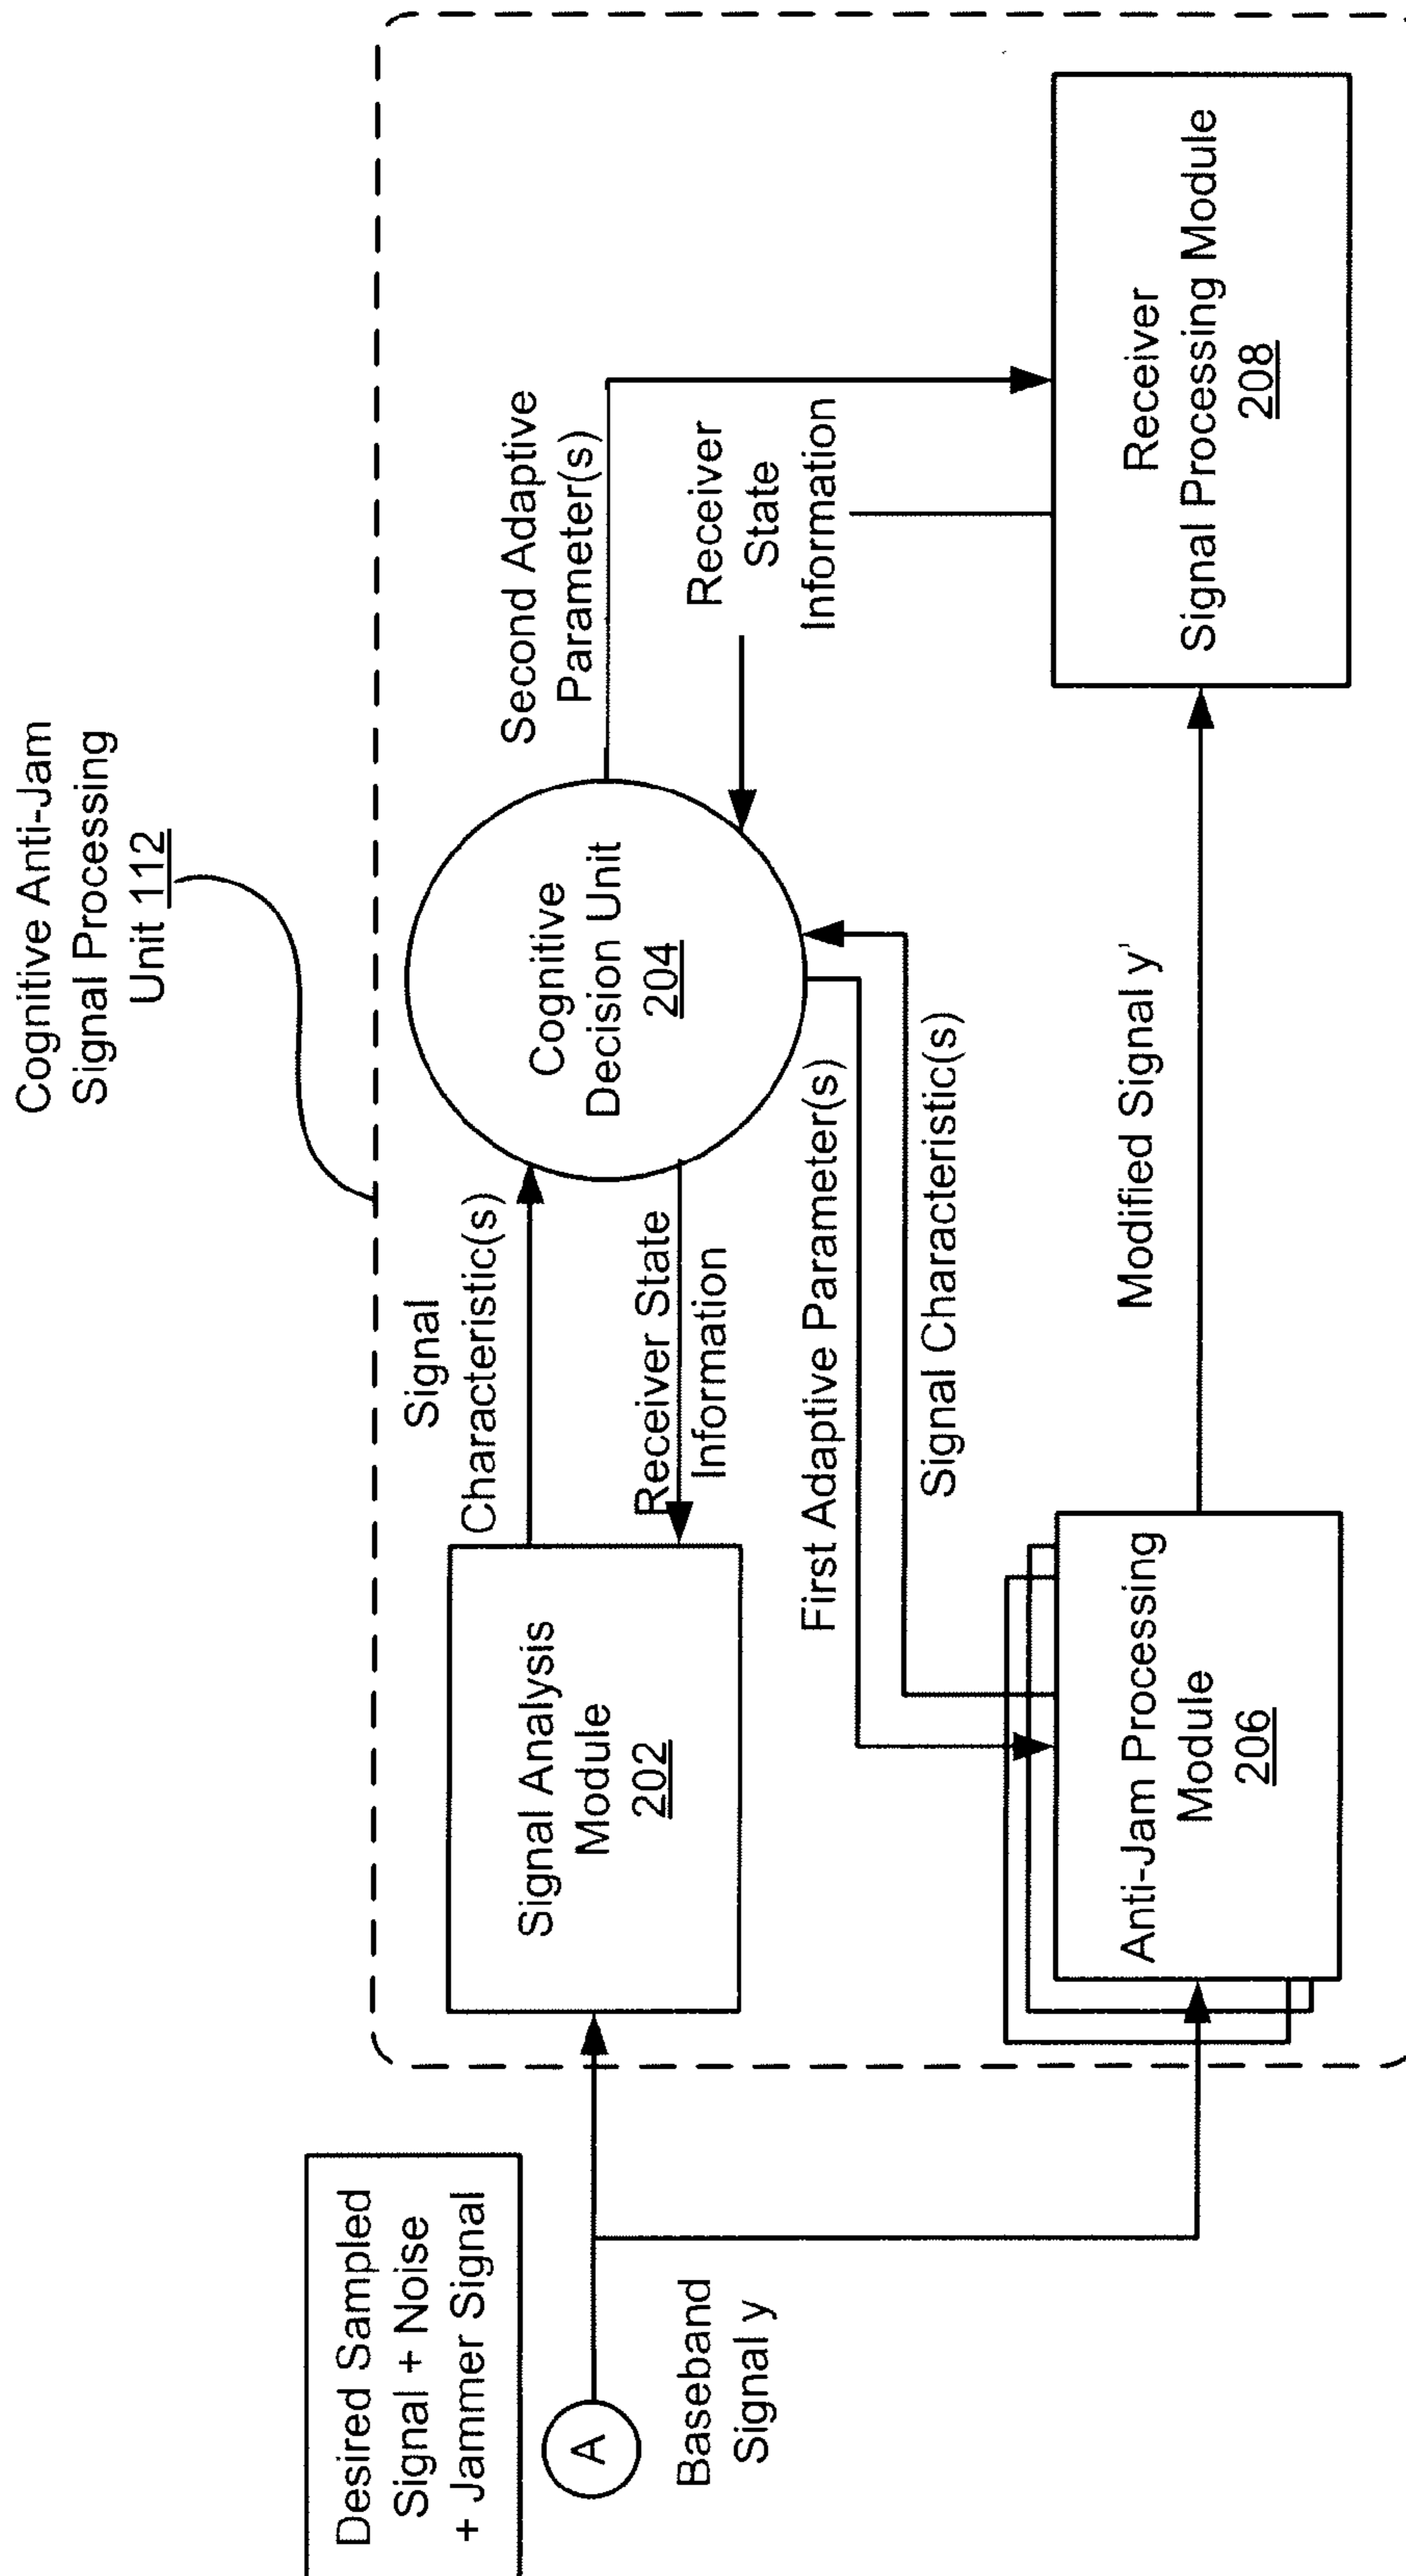 Cognitive Anti-Jam
Signal Processing
Unit 112
Desired Sampled
Signal + Noise
+ Jammer Signal
A
Baseband
Signal y
Signal Analysis
Module
202
Signal
Characteristic(s)
Receiver State
Information
Cognitive
Decision Unit
204
Second Adaptive
Parameter(s)
Receiver
State
Information
First Adaptive Parameter(s)
Signal Characteristic(s)
Anti-Jam Processing
Module
206
Modified Signal y'
Receiver
Signal Processing Module
208